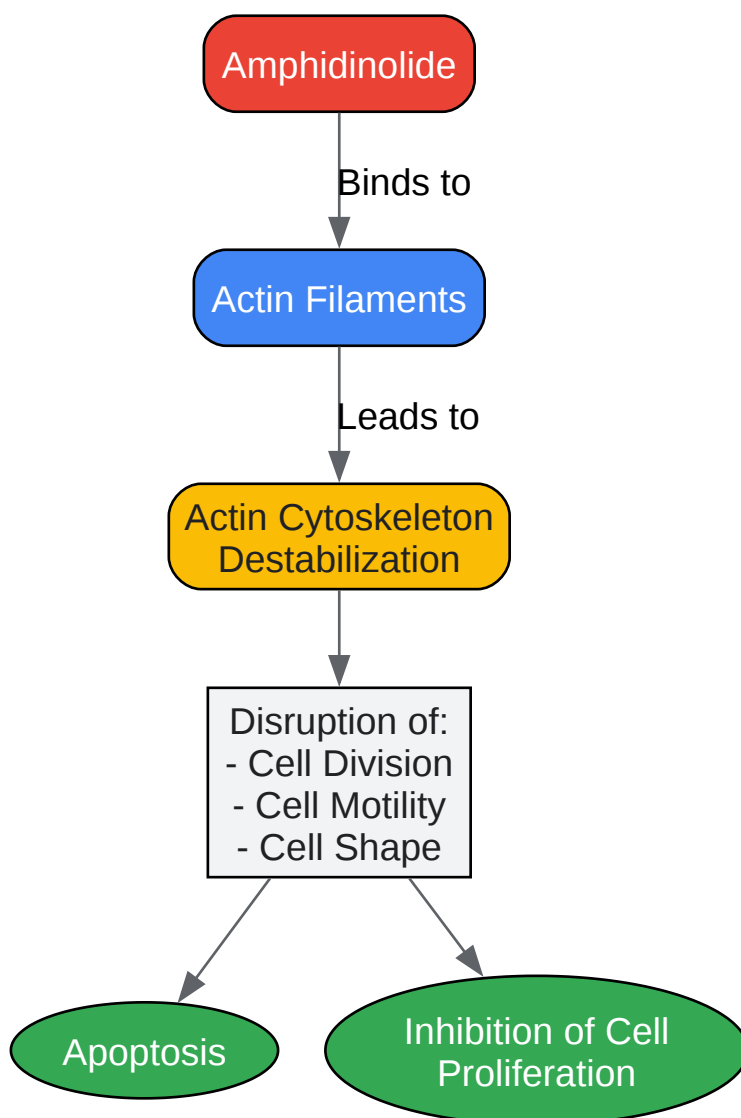 Amphidinolide
Binds to
Actin Filaments
Leads to
Actin Cytoskeleton
Destabilization
Disruption of:
- Cell Division
- Cell Motility
- Cell Shape
Apoptosis
Inhibition of Cell
Proliferation